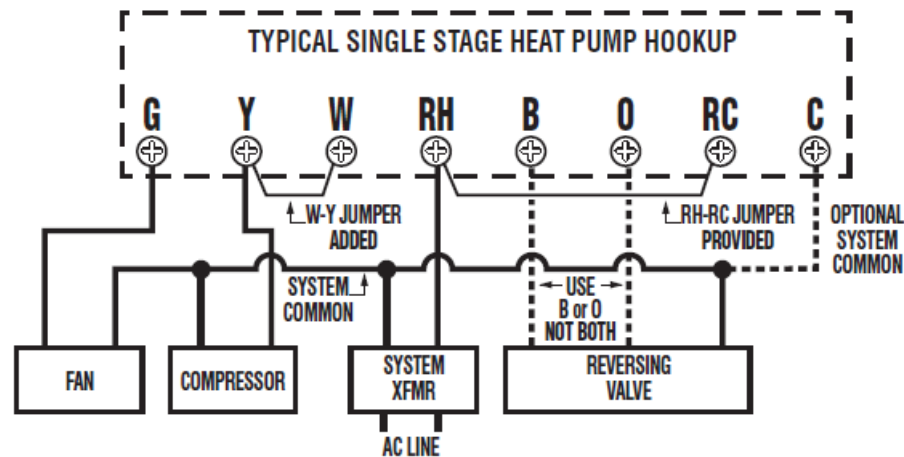 TYPICAL SINGLE STAGE HEAT PUMP HOOKUP
G Y W RH B O RC C
W-Y JUMPER
ADDED
RH-RC JUMPER
PROVIDED
OPTIONAL
SYSTEM
COMMON
SYSTEM
COMMON
USE
B or O
NOT BOTH
FAN
COMPRESSOR
SYSTEM
XFMR
REVERSING
VALVE
AC LINE